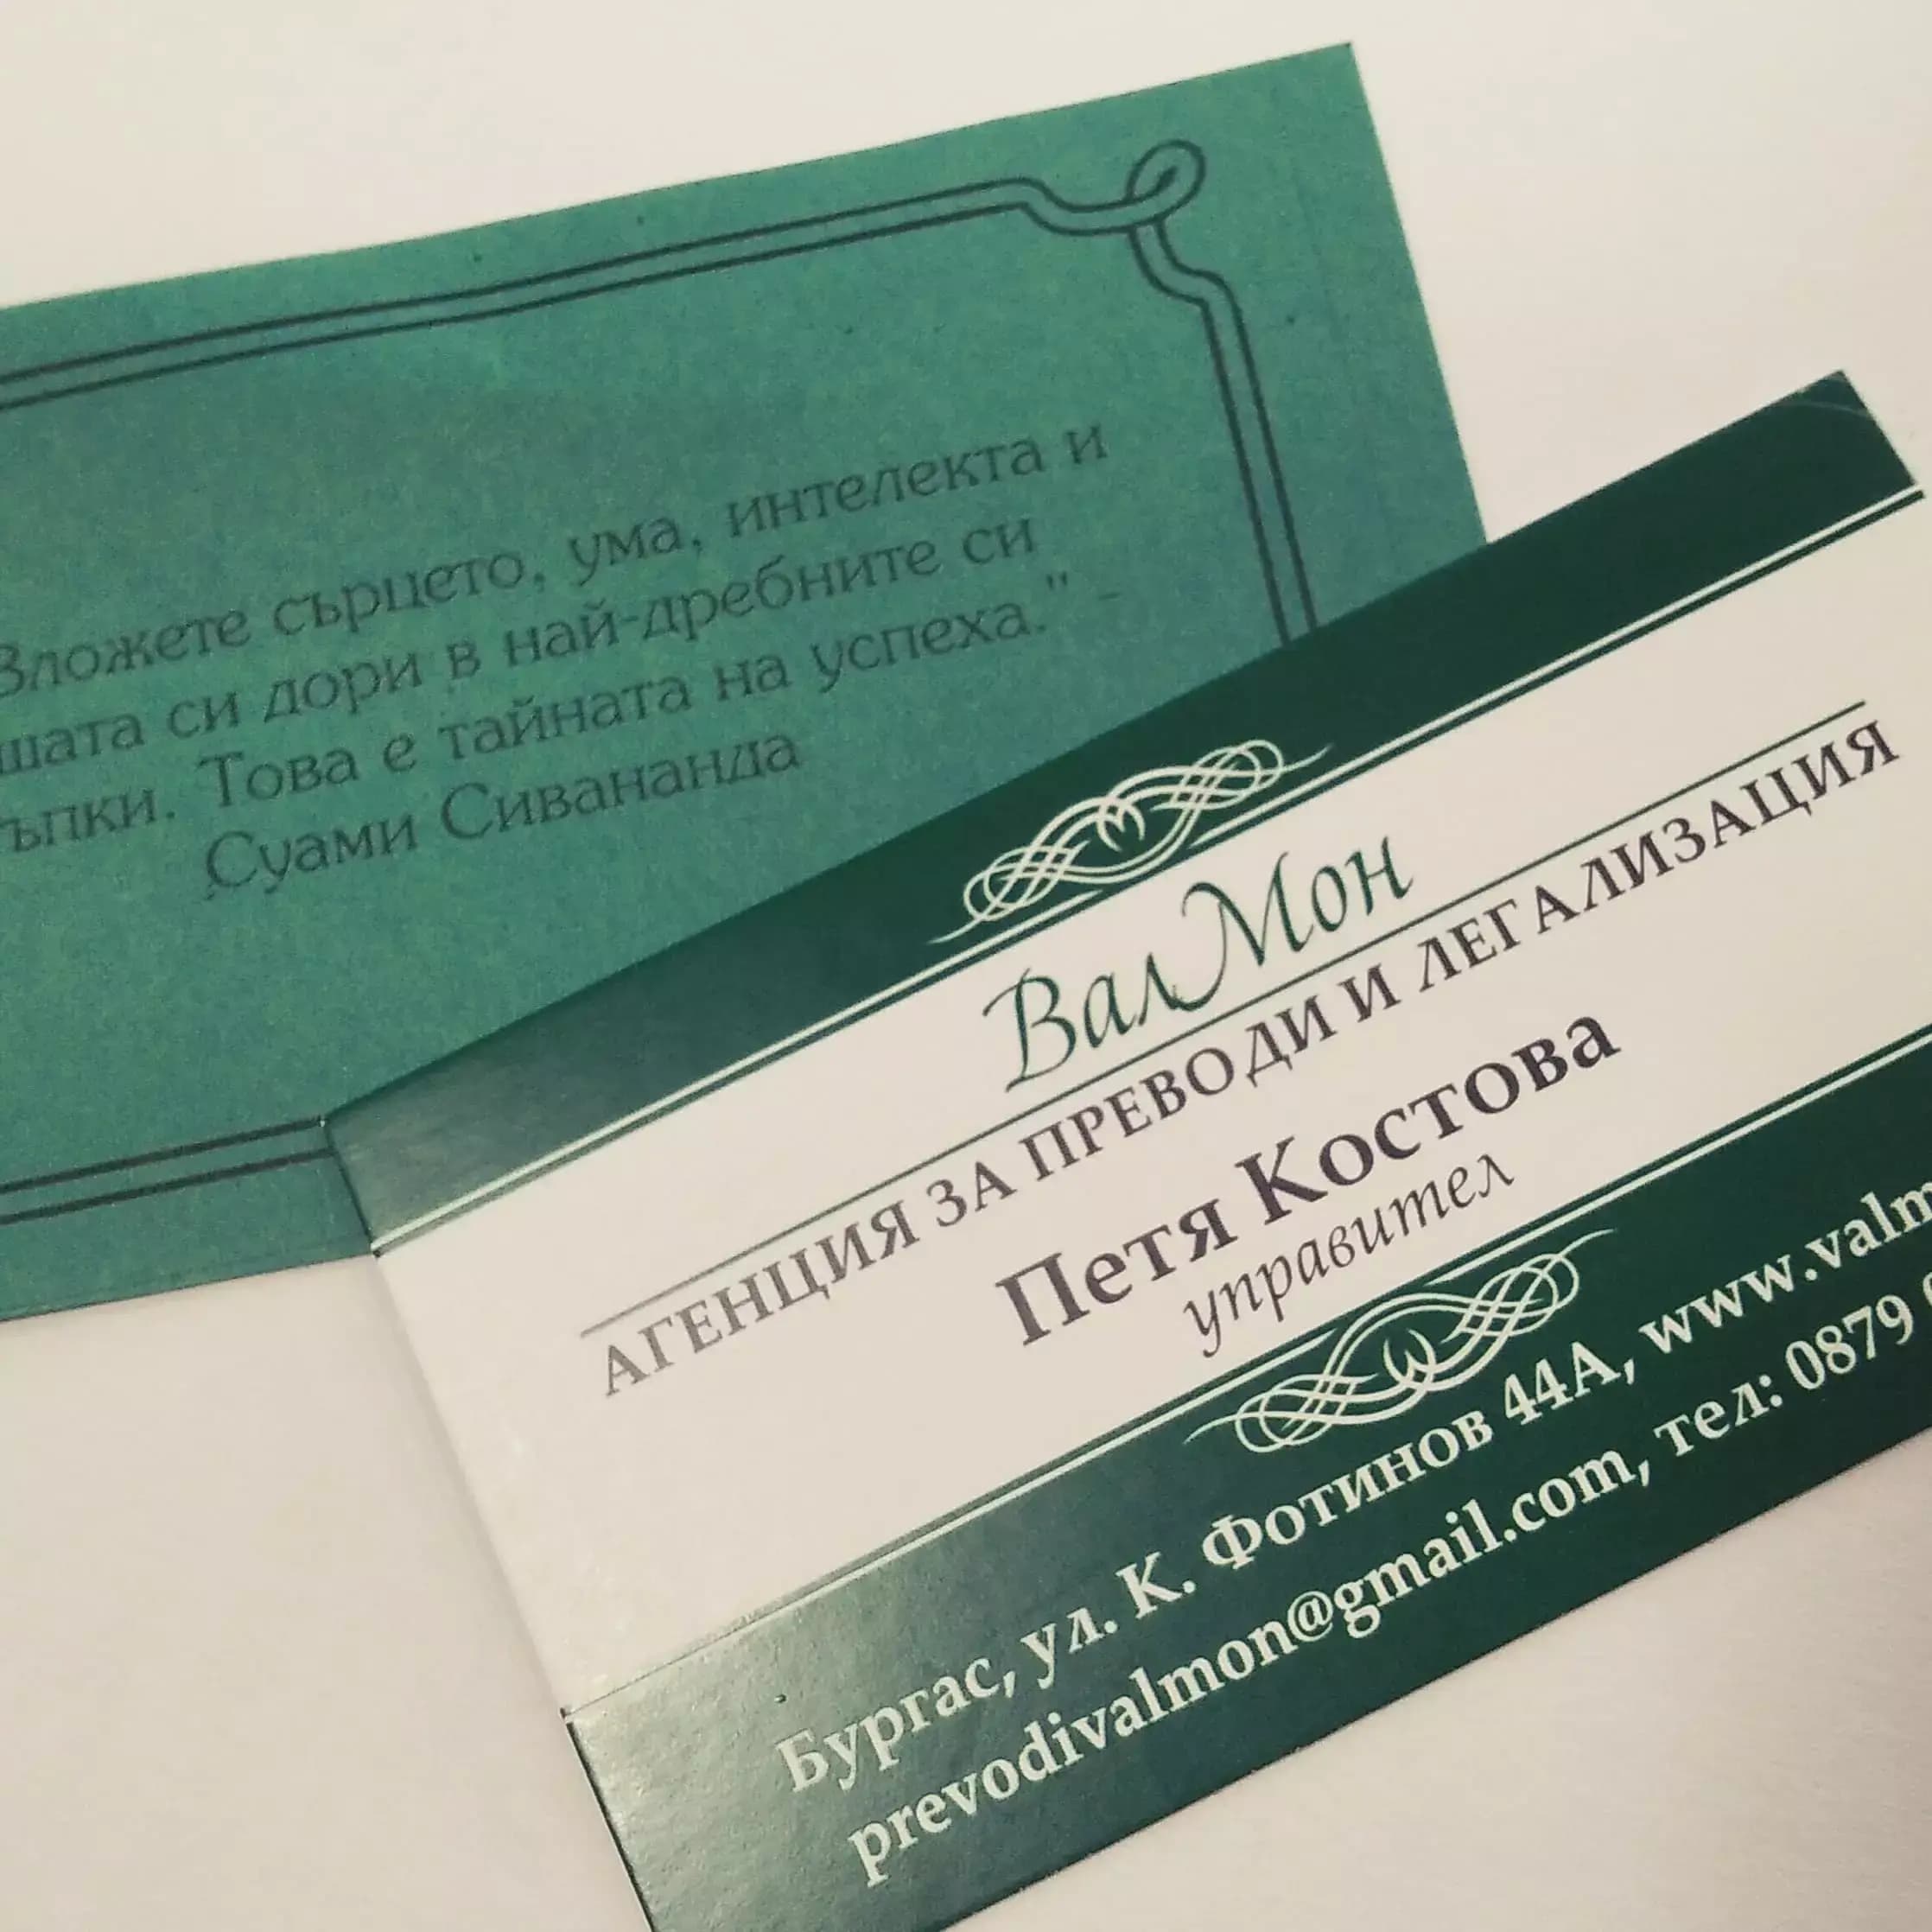 Вложете сърцето, ума, интелекта и
шата си дори в най-дребните си
ъпки. Това е тайната на успеха." -
Суами Сивананда
ВалМон
АГЕНЦИЯ ЗА ПРЕВОДИ И ЛЕГАЛИЗАЦИЯ
Петя Костова
управител
Бургас, ул. К. Фотинов 44А, www.valm
prevodivalmon@gmail.com, тел: 0879